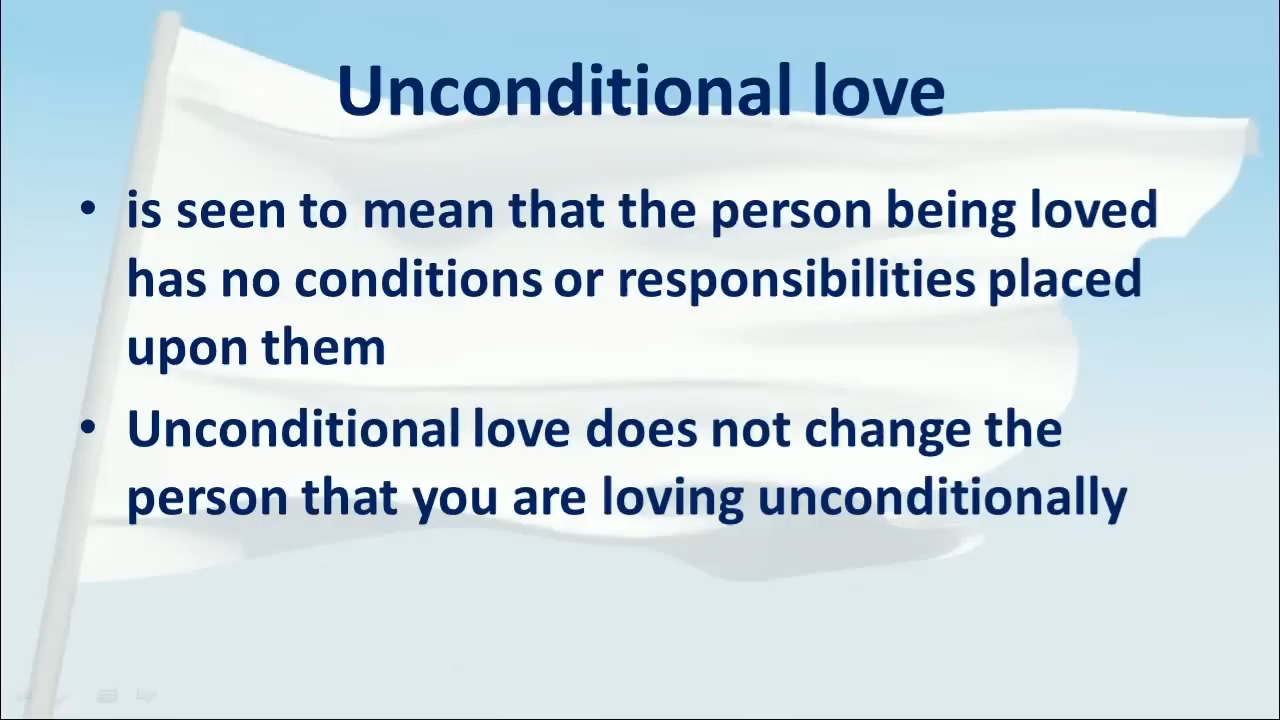 Unconditional love
• is seen to mean that the person being loved
has no conditions or responsibilities placed
upon them
• Unconditional love does not change the
person that you are loving unconditionally